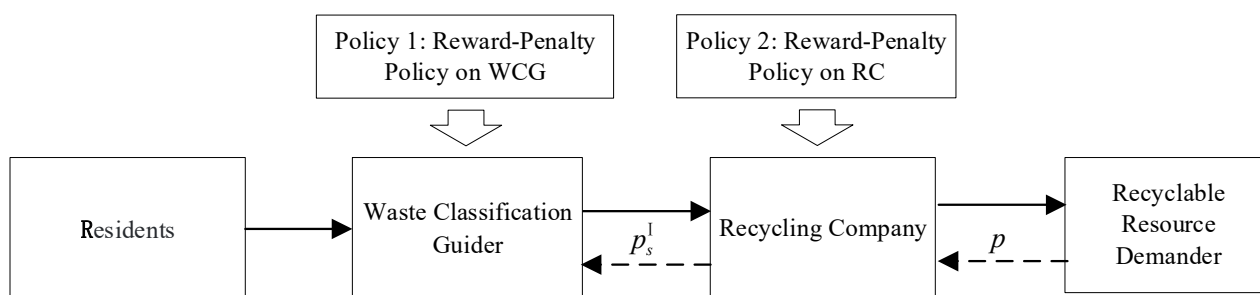 Policy 1: Reward-Penalty
Policy on WCG
Policy 2: Reward-Penalty
Policy on RC
Residents
Waste Classification
Guider
p_s^I
Recycling Company
p
Recyclable
Resource
Demander